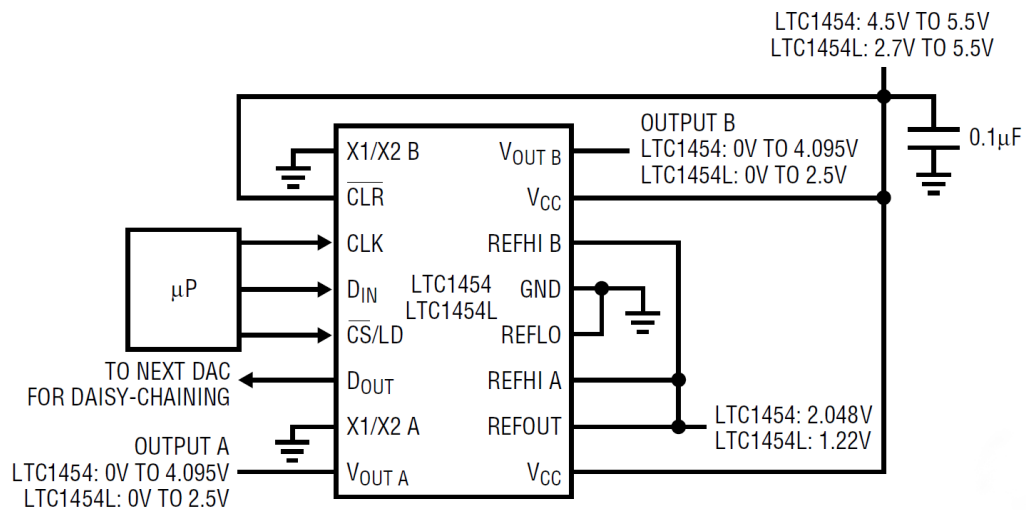 LTC1454: 4.5V TO 5.5V
LTC1454L: 2.7V TO 5.5V
0.1μF
OUTPUT B
LTC1454: 0V TO 4.095V
LTC1454L: 0V TO 2.5V
X1/X2 B
VOUT B
CLR
VCC
CLK
REFHI B
μP
DIN
LTC1454
LTC1454L
GND
CS/LD
REFLO
TO NEXT DAC
FOR DAISY-CHAINING
DOUT
REFHI A
X1/X2 A
REFOUT
LTC1454: 2.048V
LTC1454L: 1.22V
OUTPUT A
LTC1454: 0V TO 4.095V
LTC1454L: 0V TO 2.5V
VOUT A
VCC